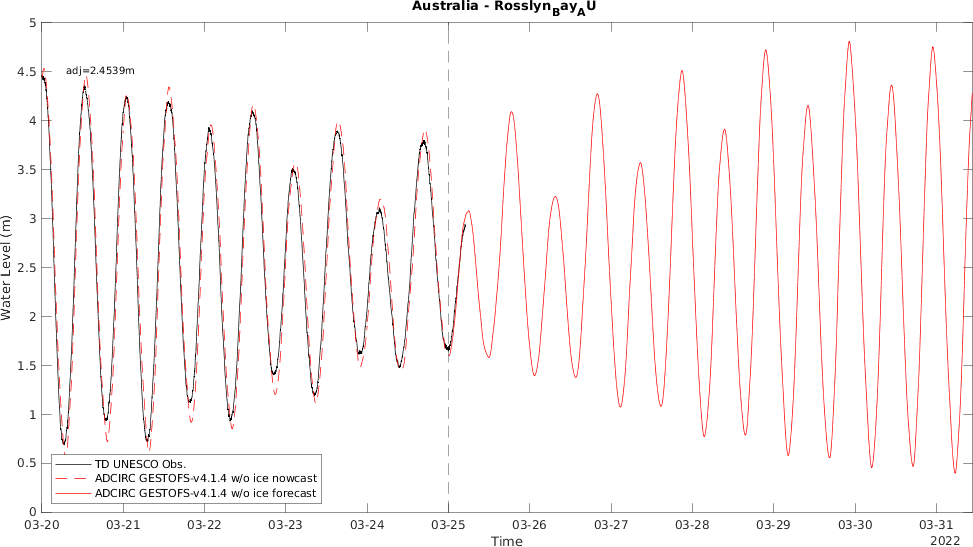 Australia - Rosslyn_Bay_AU
5
4.5
adj=2.4539m
4
3.5
3
2.5
2
1.5
1
0.5
0
Water Level (m)
TD UNESCO Obs.
ADCIRC GESTOFS-v4.1.4 w/o ice nowcast
ADCIRC GESTOFS-v4.1.4 w/o ice forecast
03-20 03-21 03-22 03-23 03-24 03-25 03-26 03-27 03-28 03-29 03-30 03-31
Time
2022